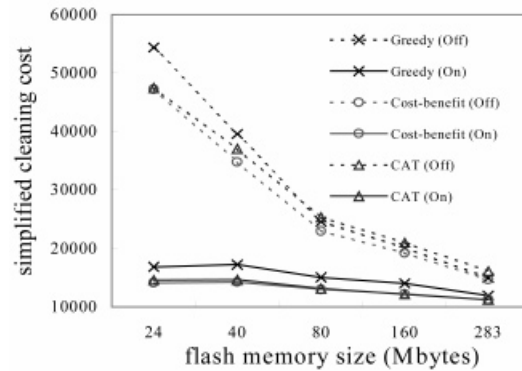 60000
50000
40000
30000
20000
10000
simplified cleaning cost
Greedy (Off)
Greedy (On)
Cost-benefit (Off)
Cost-benefit (On)
CAT (Off)
CAT (On)
24 40 80 160 283
flash memory size (Mbytes)